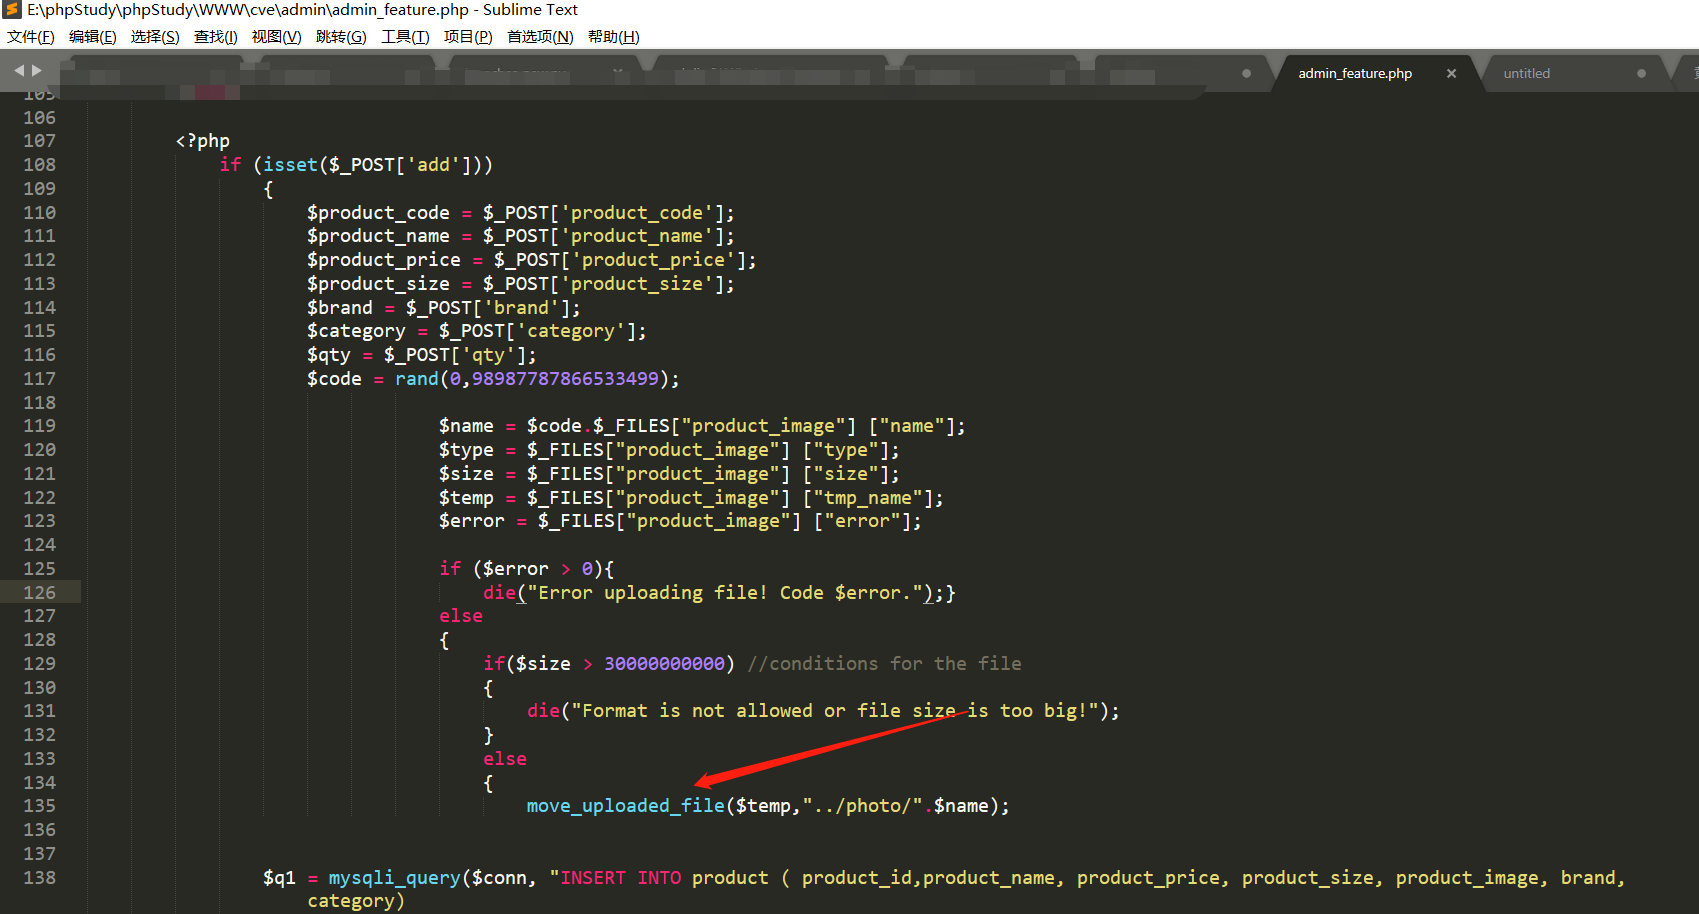 E:\phpStudy\phpStudy\WWW\cve\admin\admin_feature.php - Sublime Text
文件(F) 编辑(E) 选择(S) 查找(I) 视图(V) 跳转(G) 工具(T) 项目(P) 首选项(N) 帮助(H)
admin_feature.php × untitled
105
106
107 <?php
108 if (isset($_POST['add']))
109 {
110 $product_code = $_POST['product_code'];
111 $product_name = $_POST['product_name'];
112 $product_price = $_POST['product_price'];
113 $product_size = $_POST['product_size'];
114 $brand = $_POST['brand'];
115 $category = $_POST['category'];
116 $qty = $_POST['qty'];
117 $code = rand(0,98987787866533499);
118
119 $name = $code.$_FILES["product_image"] ["name"];
120 $type = $_FILES["product_image"] ["type"];
121 $size = $_FILES["product_image"] ["size"];
122 $temp = $_FILES["product_image"] ["tmp_name"];
123 $error = $_FILES["product_image"] ["error"];
124
125 if ($error > 0){
126 die("Error uploading file! Code $error.");}
127 else
128 {
129 if($size > 30000000000) //conditions for the file
130 {
131 die("Format is not allowed or file size is too big!");
132 }
133 else
134 {
135 move_uploaded_file($temp,"../photo/".$name);
136
137
138 $q1 = mysqli_query($conn, "INSERT INTO product ( product_id,product_name, product_price, product_size, product_image, brand,
category)